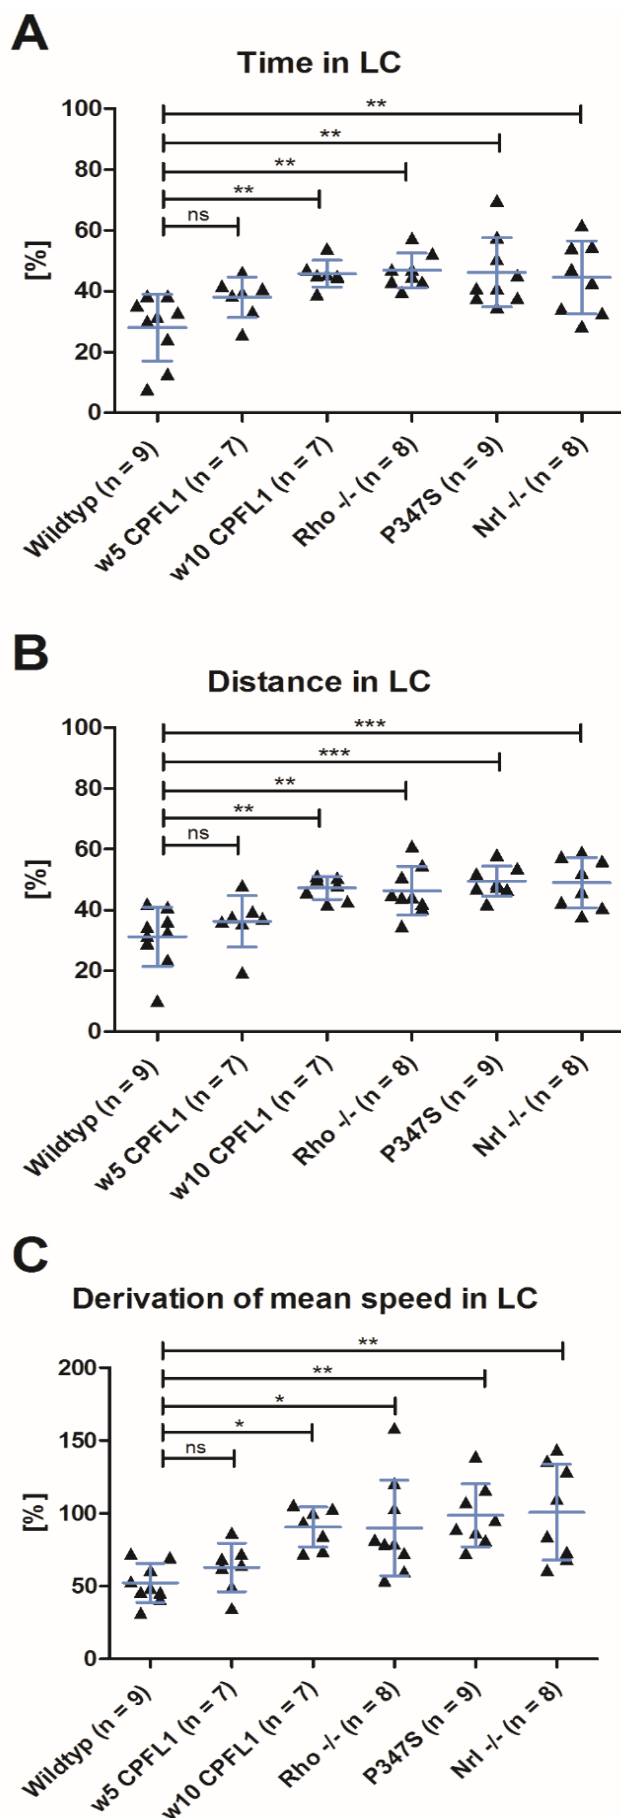 A
Time in LC
**
**
**
**
ns
100
80
60
40
20
0
[%]
Wildtyp (n = 9)
w5 CPFL1 (n = 7)
w10 CPFL1 (n = 7)
Rho -/- (n = 8)
P347S (n = 9)
Nrl -/- (n = 8)
B
Distance in LC
***
***
**
**
ns
100
80
60
40
20
0
[%]
Wildtyp (n = 9)
w5 CPFL1 (n = 7)
w10 CPFL1 (n = 7)
Rho -/- (n = 8)
P347S (n = 9)
Nrl -/- (n = 8)
C
Derivation of mean speed in LC
**
**
*
*
ns
200
150
100
50
0
[%]
Wildtyp (n = 9)
w5 CPFL1 (n = 7)
w10 CPFL1 (n = 7)
Rho -/- (n = 8)
P347S (n = 9)
Nrl -/- (n = 8)